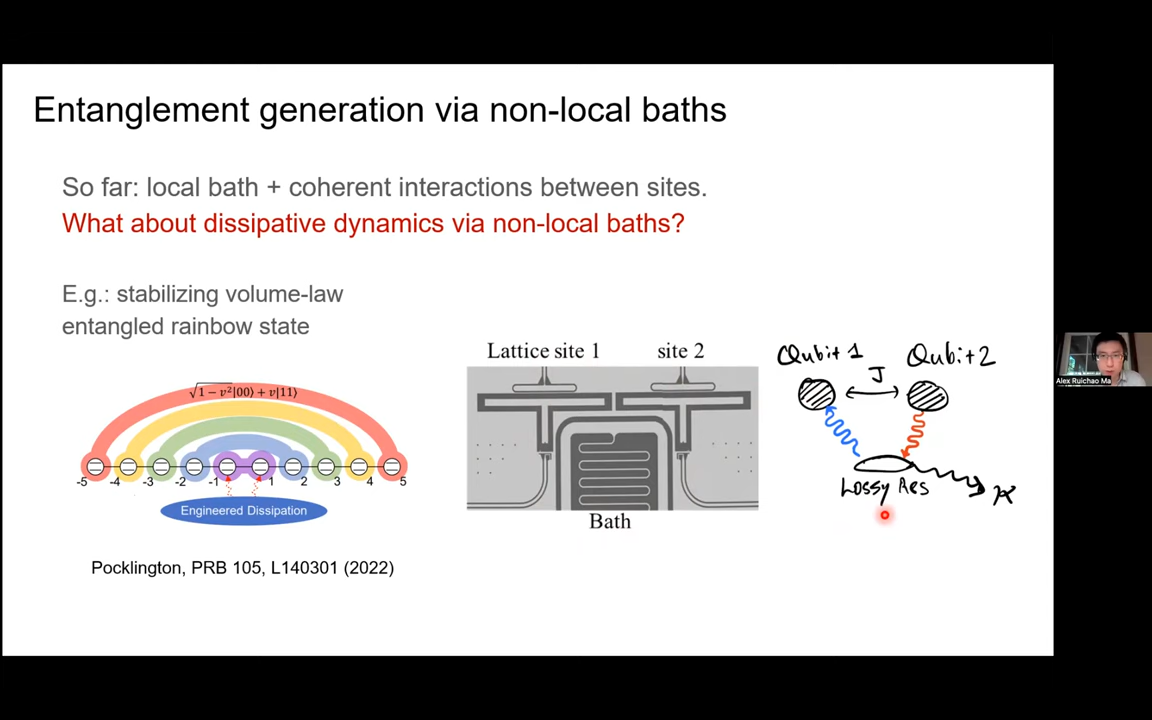 Entanglement generation via non-local baths
So far: local bath + coherent interactions between sites.
What about dissipative dynamics via non-local baths?
E.g.: stabilizing volume-law
entangled rainbow state
√1 − v²|00⟩ + v|11⟩
-5 -4 -3 -2 -1 1 2 3 4 5
Engineered Dissipation
Pocklington, PRB 105, L140301 (2022)
Lattice site 1 site 2
Bath
Qubit 1 Qubit 2
J
Lossy Res
Alex Ruichao Ma